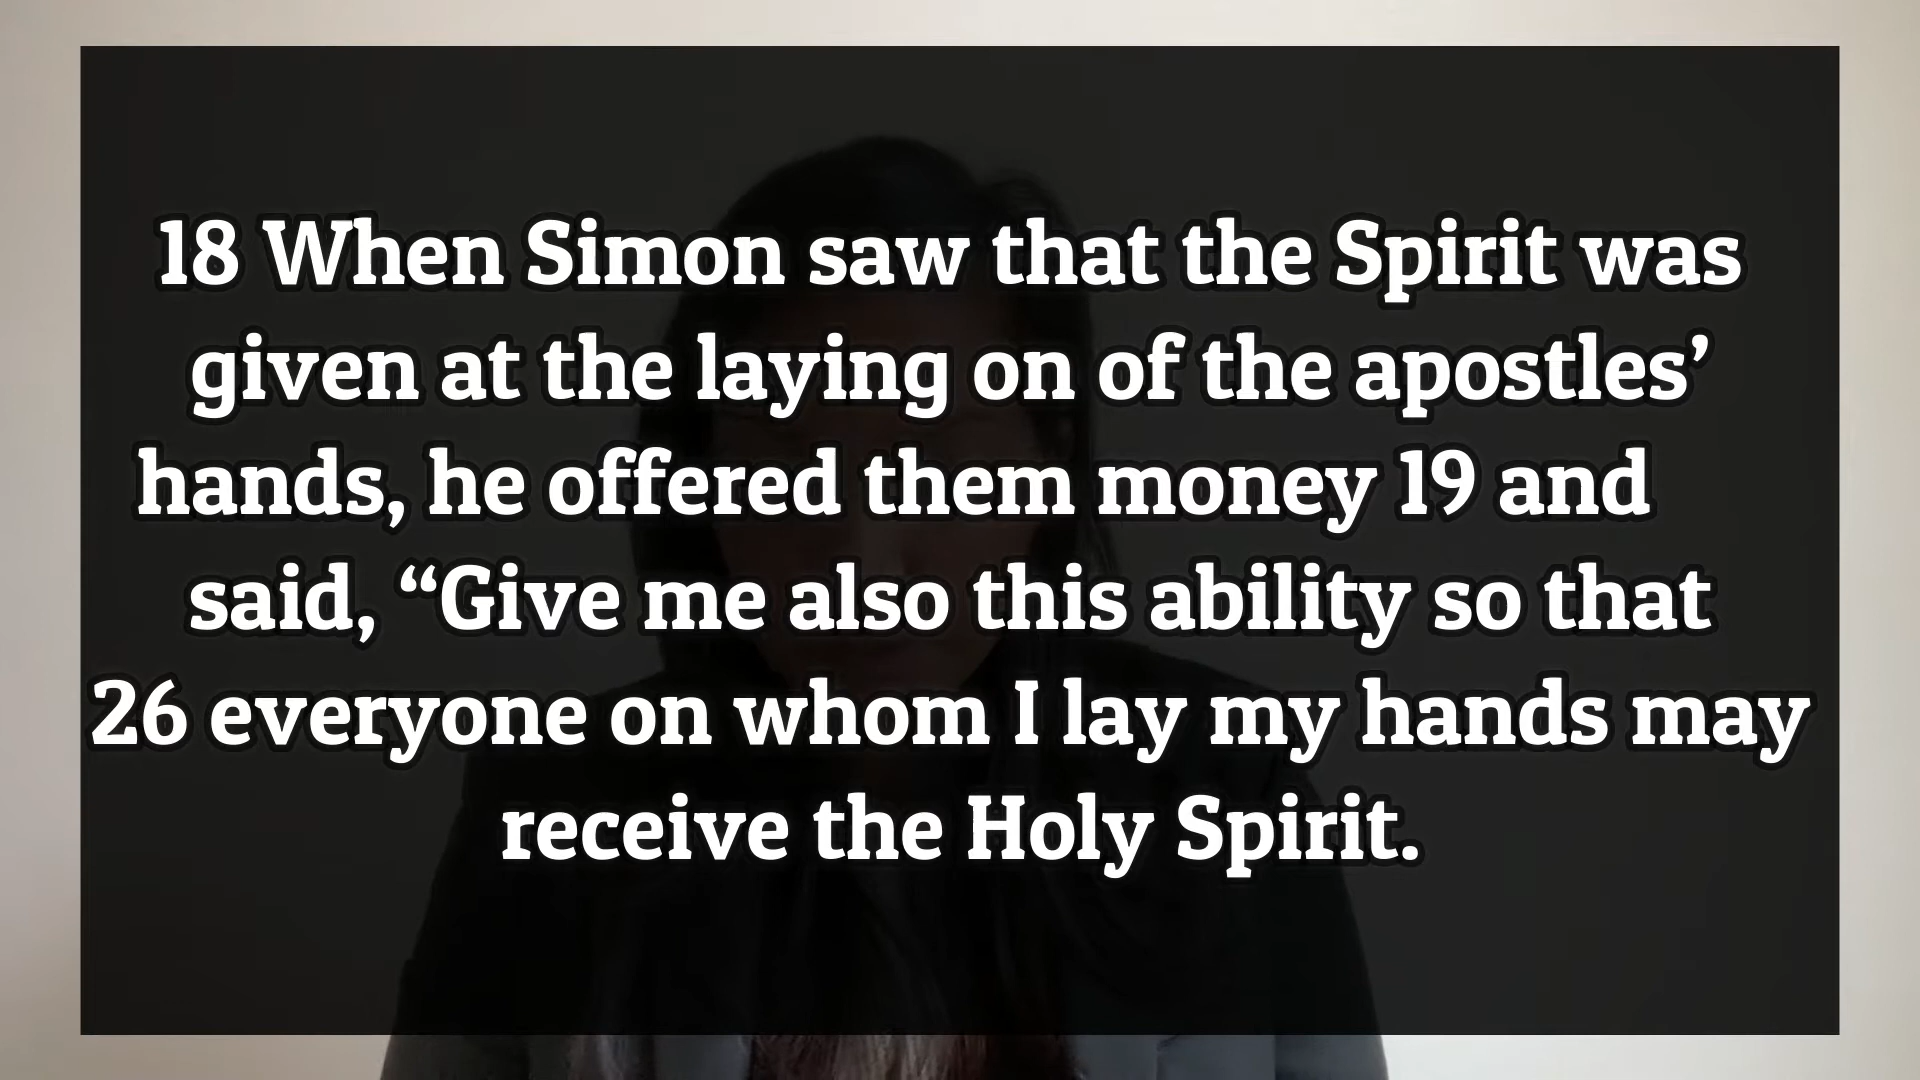 18 When Simon saw that the Spirit was
given at the laying on of the apostles’
hands, he offered them money 19 and
said, “Give me also this ability so that
26 everyone on whom I lay my hands may
receive the Holy Spirit.